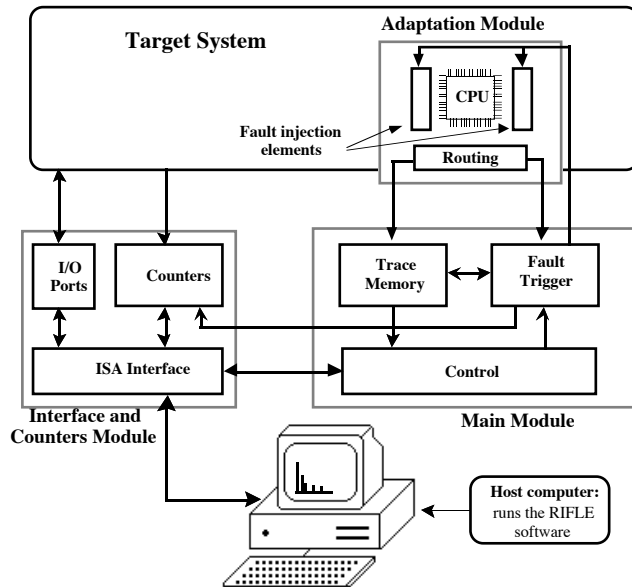 Adaptation Module
Target System
CPU
Fault injection
elements
Routing
I/O
Ports
Counters
Trace
Memory
Fault
Trigger
ISA Interface
Control
Interface and
Counters Module
Main Module
Host computer:
runs the RIFLE
software